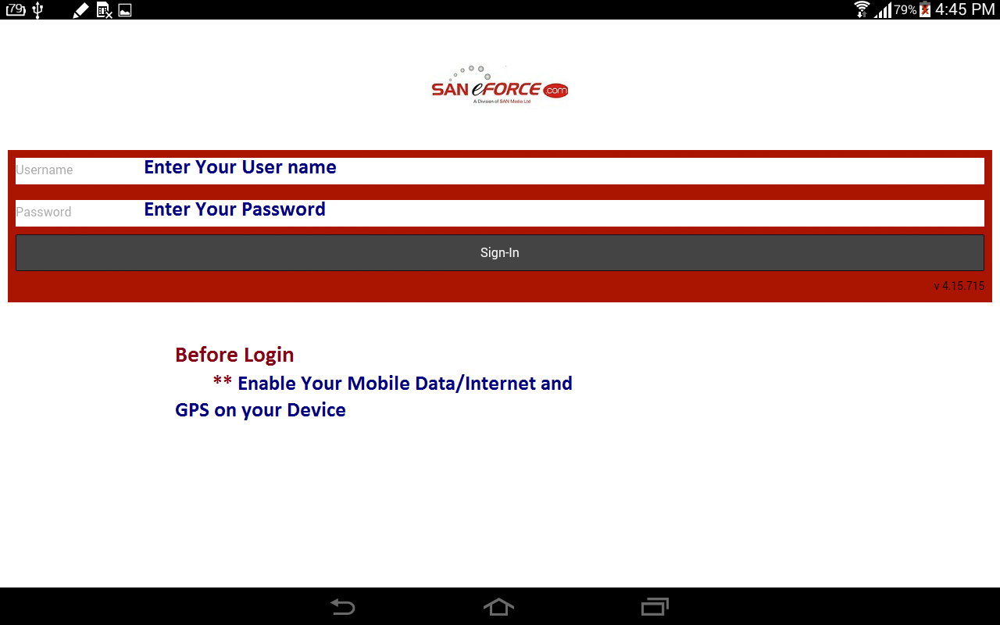 79 79% 4:45 PM
SAN eFORCE .com
A Division of SAN Media Ltd
Username Enter Your User name
Password Enter Your Password
Sign-In
v 4.15.715
Before Login
** Enable Your Mobile Data/Internet and
GPS on your Device